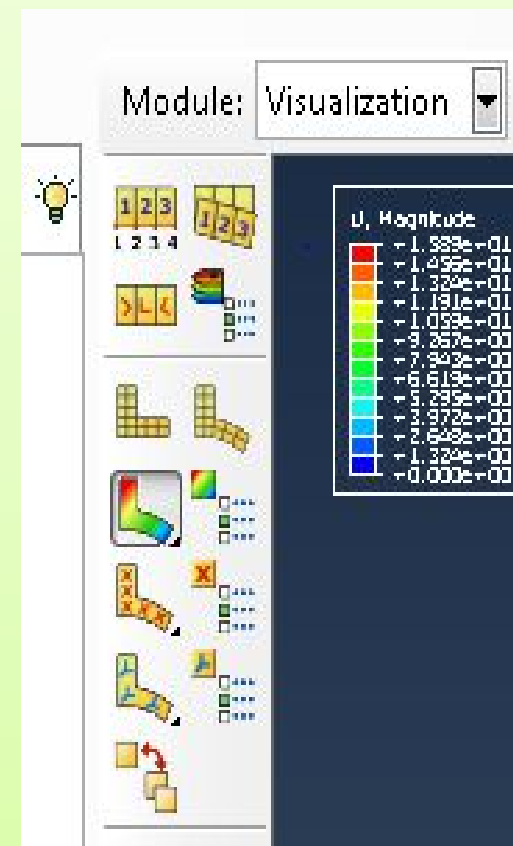 Module: Visualization
1 2 3
1 2 3 4
1 2 3
U, Magnitude
+1.589e+01
+1.456e+01
+1.324e+01
+1.191e+01
+1.059e+01
+9.267e+00
+7.943e+00
+6.619e+00
+5.295e+00
+3.972e+00
+2.648e+00
+1.324e+00
+0.000e+00